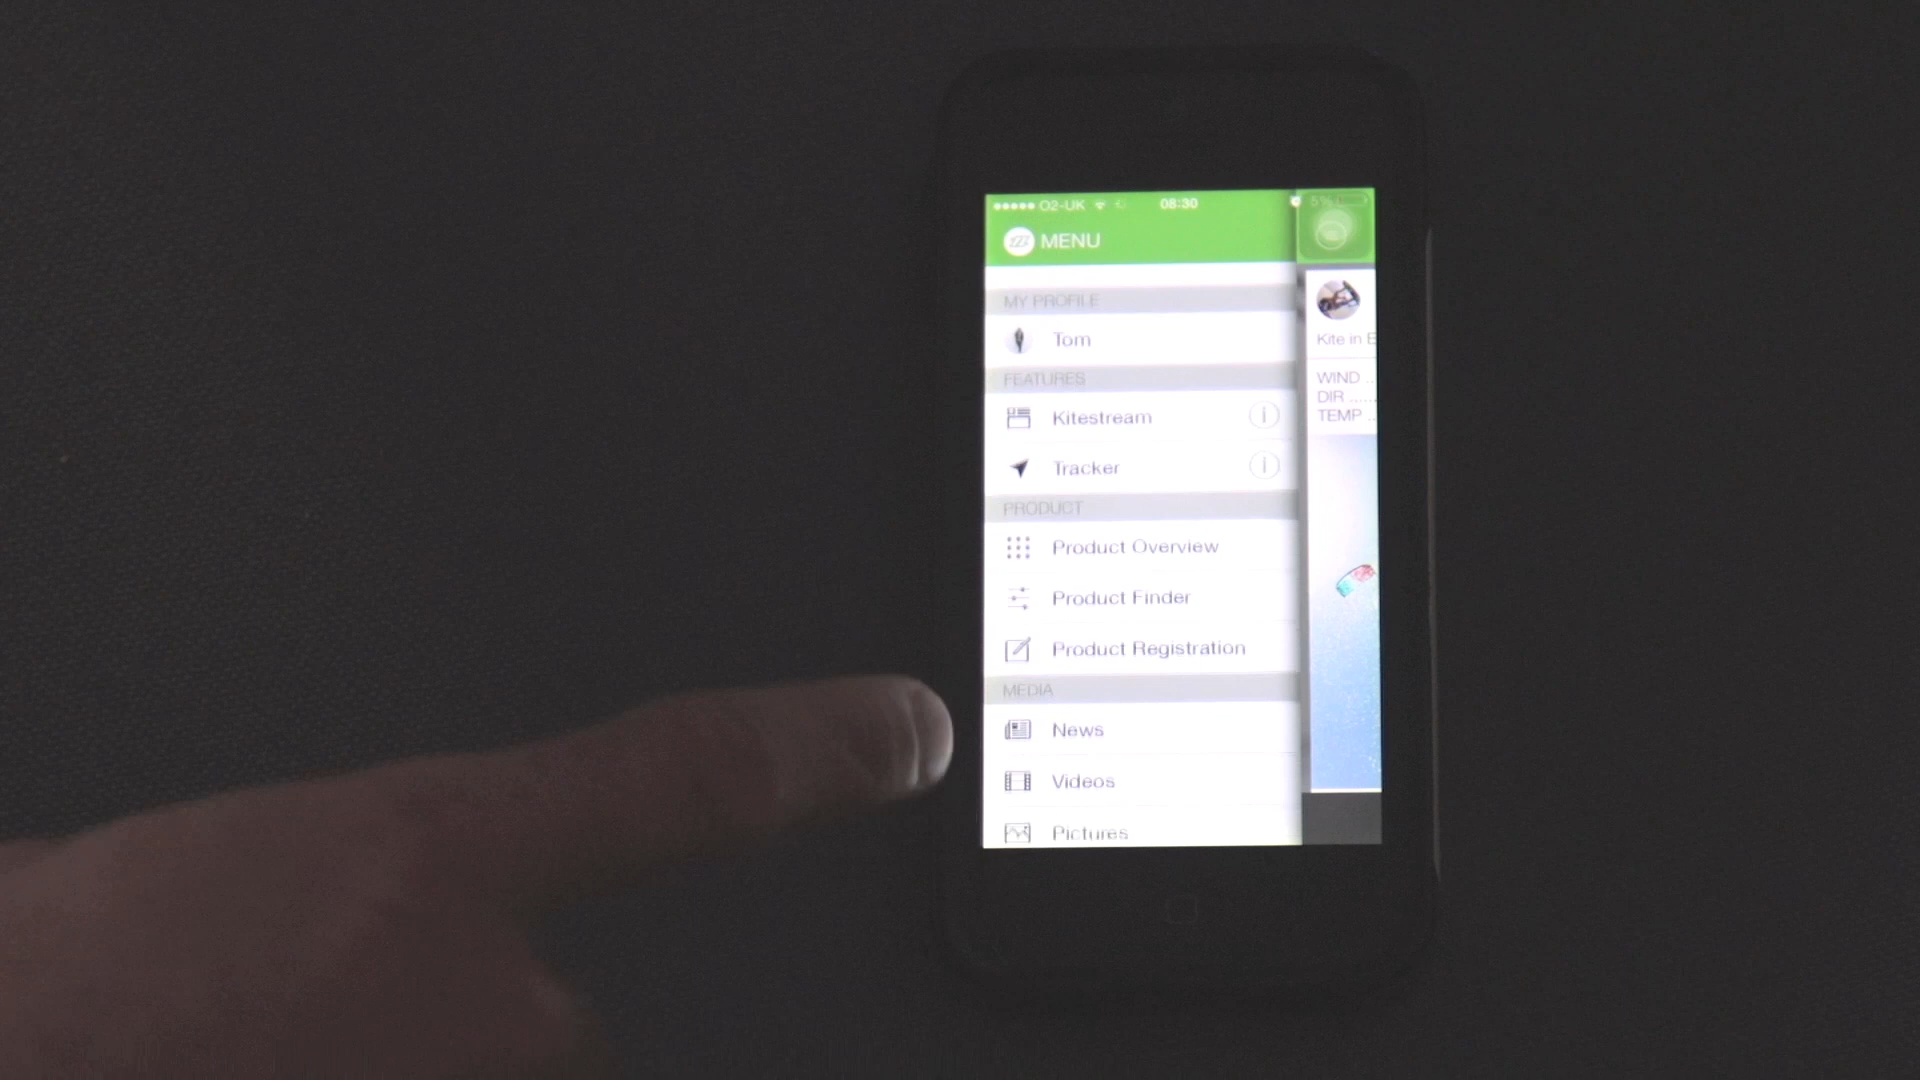 O2-UK 08:30 5%
MENU
MY PROFILE
Tom
FEATURES
Kitestream
Tracker
PRODUCT
Product Overview
Product Finder
Product Registration
MEDIA
News
Videos
Pictures
Kite in E
WIND ..
DIR ......
TEMP ..